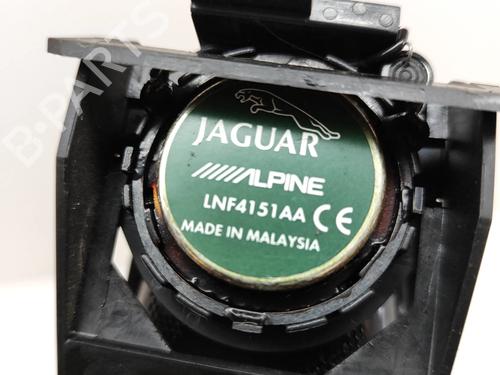 B-PARTS
JAGUAR
ALPINE
LNF4151AA CE
MADE IN MALAYSIA